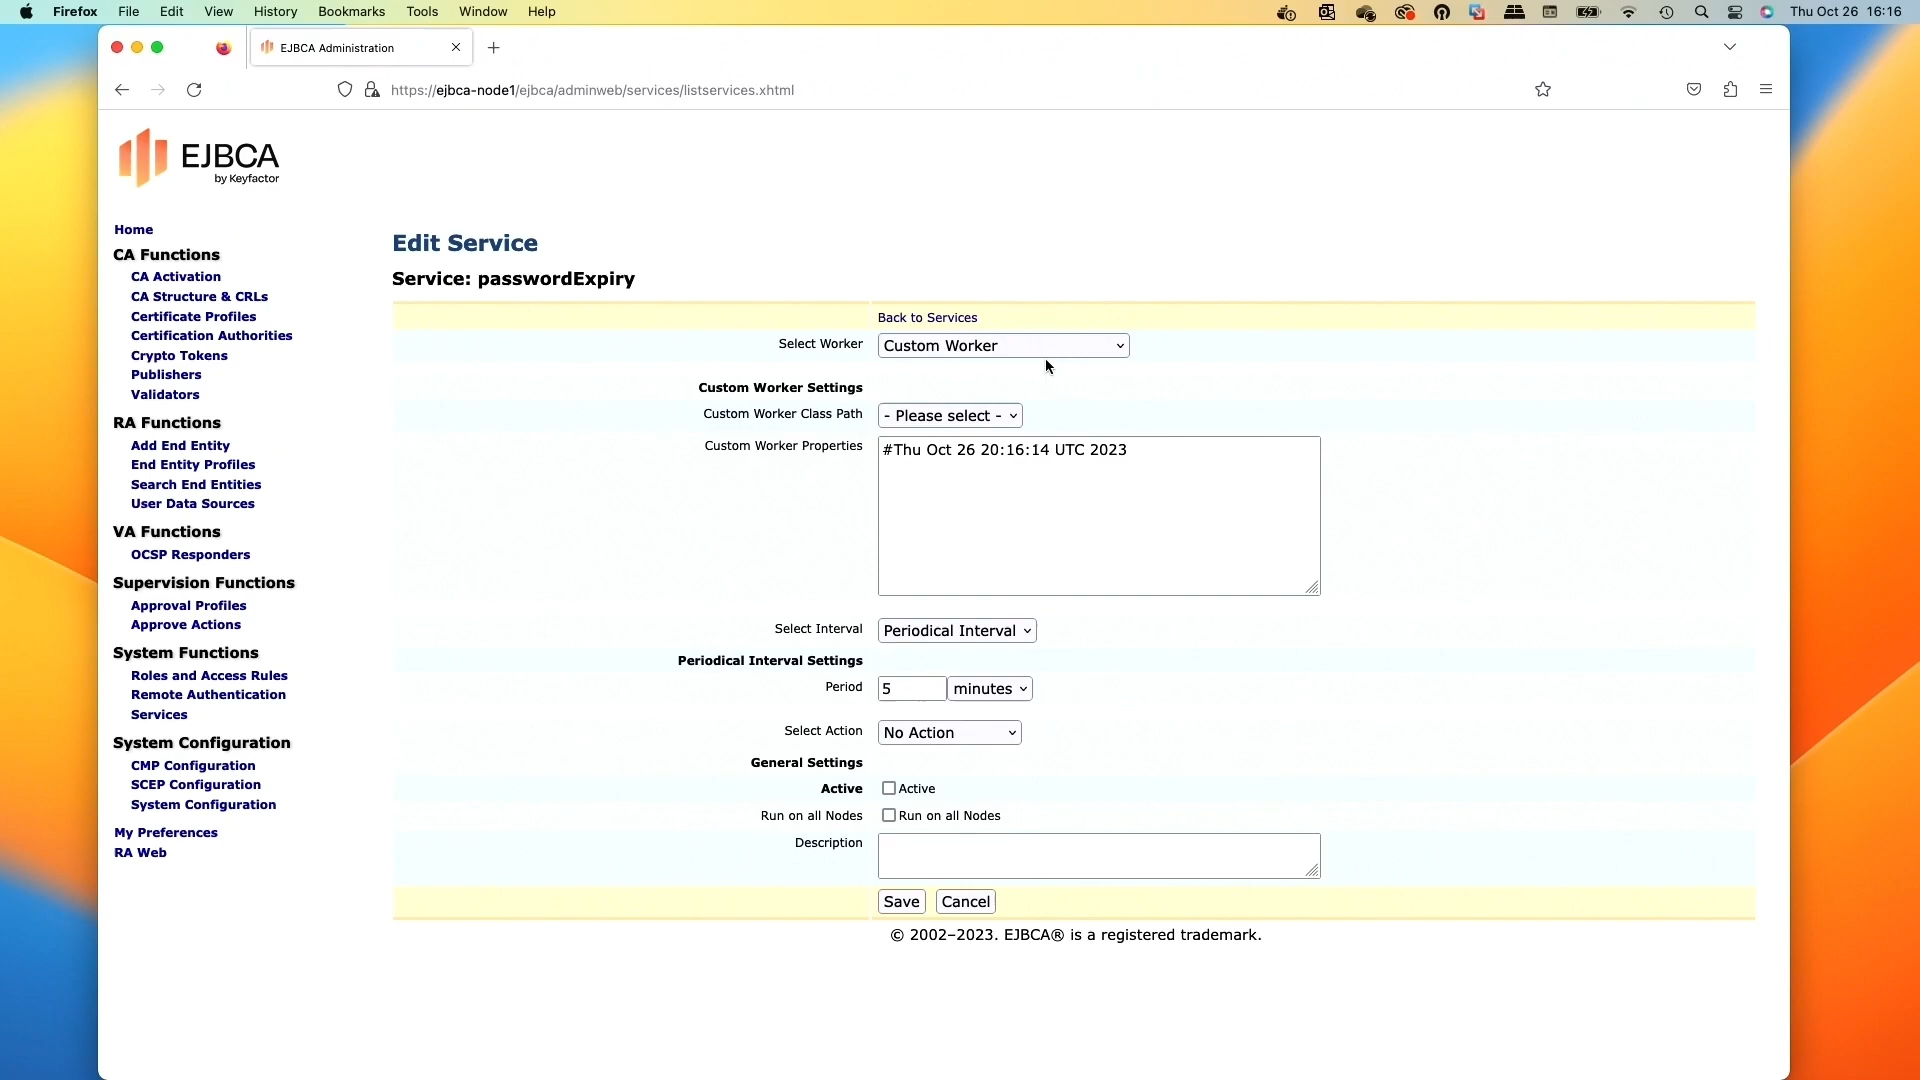 Firefox File Edit View History Bookmarks Tools Window Help Thu Oct 26 16:16
EJBCA Administration
https://ejbca-node1/ejbca/adminweb/services/listservices.xhtml
EJBCA
by Keyfactor
Home
CA Functions
CA Activation
CA Structure & CRLs
Certificate Profiles
Certification Authorities
Crypto Tokens
Publishers
Validators
RA Functions
Add End Entity
End Entity Profiles
Search End Entities
User Data Sources
VA Functions
OCSP Responders
Supervision Functions
Approval Profiles
Approve Actions
System Functions
Roles and Access Rules
Remote Authentication
Services
System Configuration
CMP Configuration
SCEP Configuration
System Configuration
My Preferences
RA Web
Edit Service
Service: passwordExpiry
Back to Services
Select Worker Custom Worker
Custom Worker Settings
Custom Worker Class Path - Please select -
Custom Worker Properties #Thu Oct 26 20:16:14 UTC 2023
Select Interval Periodical Interval
Periodical Interval Settings
Period 5 minutes
Select Action No Action
General Settings
Active Active
Run on all Nodes Run on all Nodes
Description
Save Cancel
© 2002–2023. EJBCA® is a registered trademark.